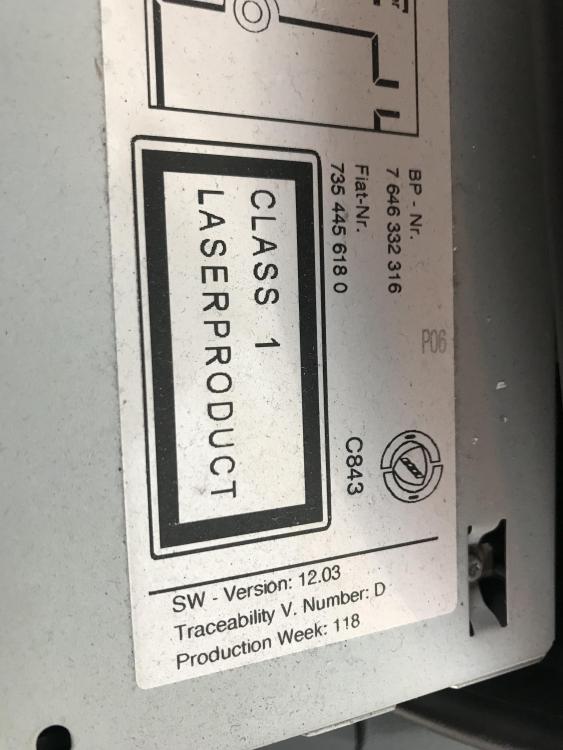 BP - Nr.
7 646 332 316
Fiat-Nr.
735 445 618 0
P06
C843
CLASS 1
LASERPRODUCT
SW - Version: 12.03
Traceability V. Number: D
Production Week: 118